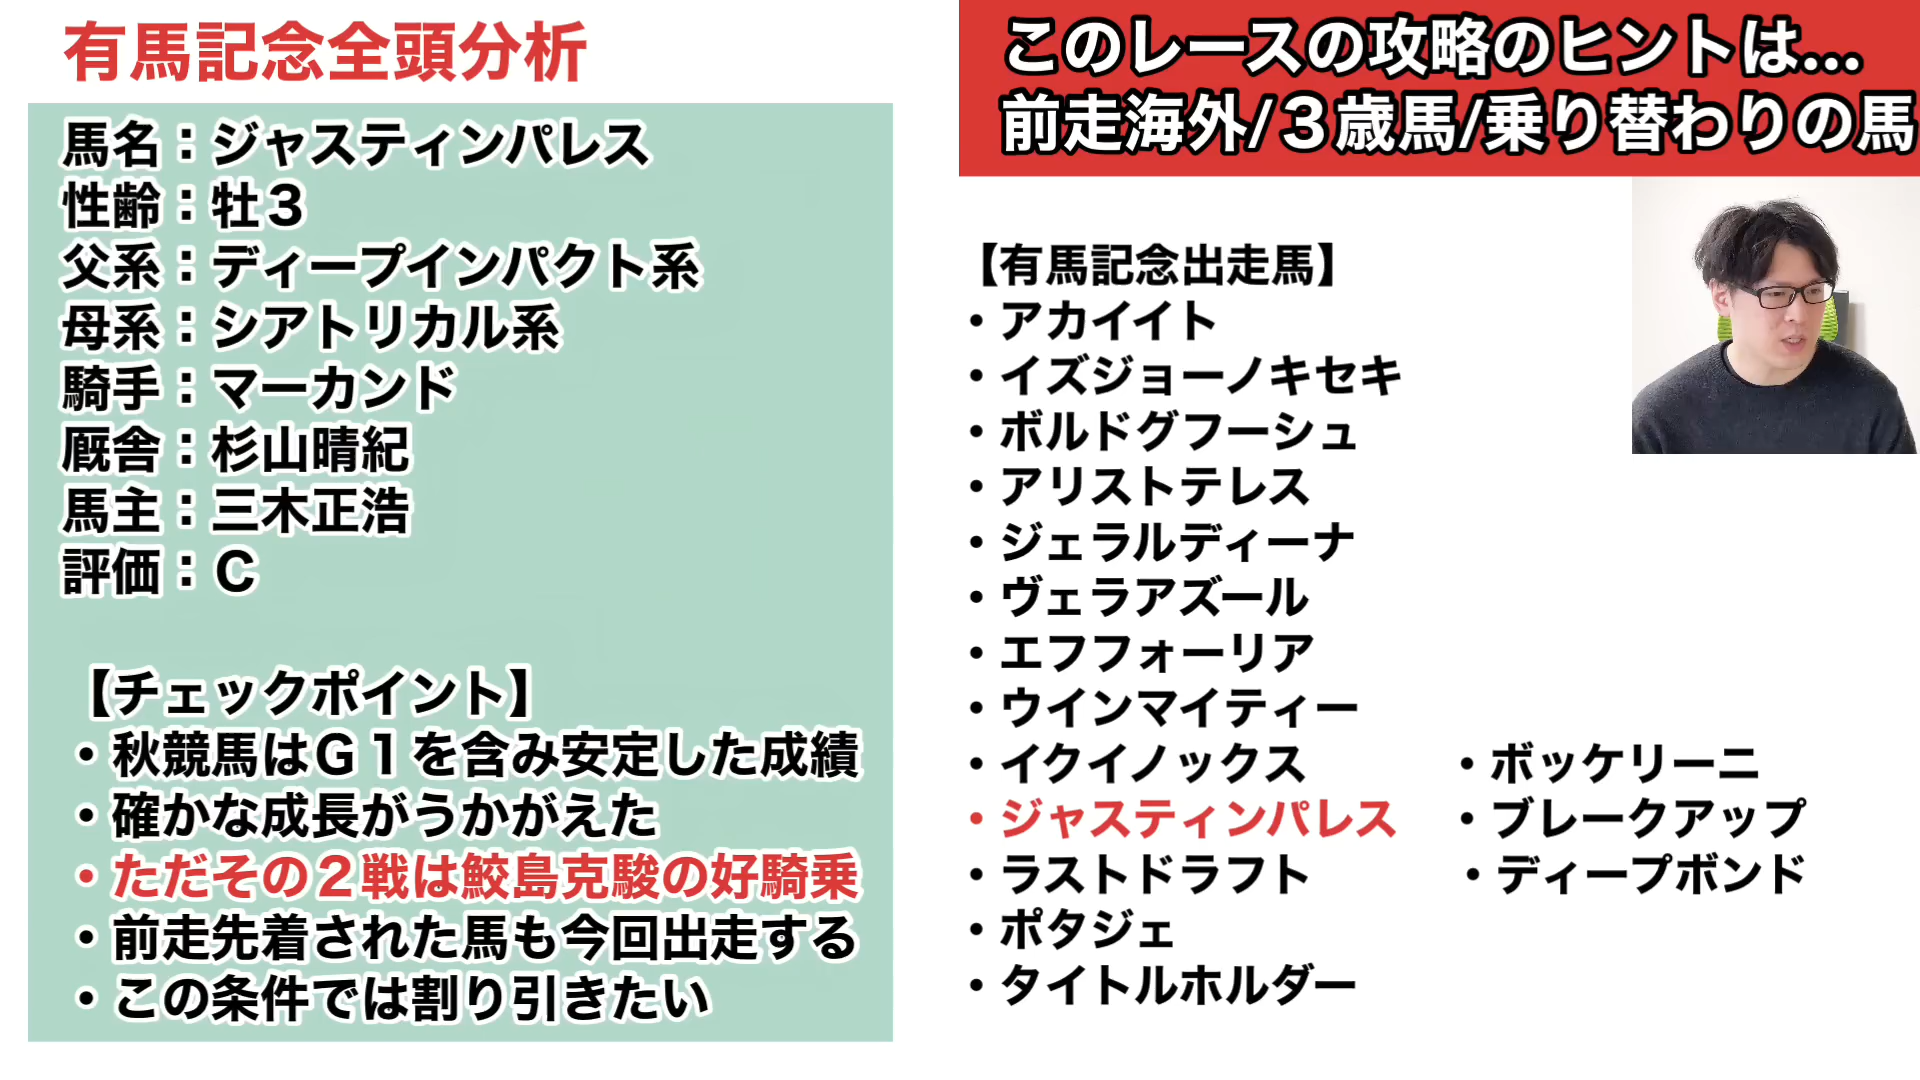 有馬記念全頭分析
馬名：ジャスティンパレス
性齢：牡３
父系：ディープインパクト系
母系：シアトリカル系
騎手：マーカンド
厩舎：杉山晴紀
馬主：三木正浩
評価：Ｃ
【チェックポイント】
・秋競馬はＧ１を含み安定した成績
・確かな成長がうかがえた
・ただその２戦は鮫島克駿の好騎乗
・前走先着された馬も今回出走する
・この条件では割り引きたい
このレースの攻略のヒントは...
前走海外/３歳馬/乗り替わりの馬
【有馬記念出走馬】
・アカイイト
・イズジョーノキセキ
・ボルドグフーシュ
・アリストテレス
・ジェラルディーナ
・ヴェラアズール
・エフフォーリア
・ウインマイティー
・イクイノックス
・ジャスティンパレス
・ラストドラフト
・ポタジェ
・タイトルホルダー
・ボッケリーニ
・ブレークアップ
・ディープボンド